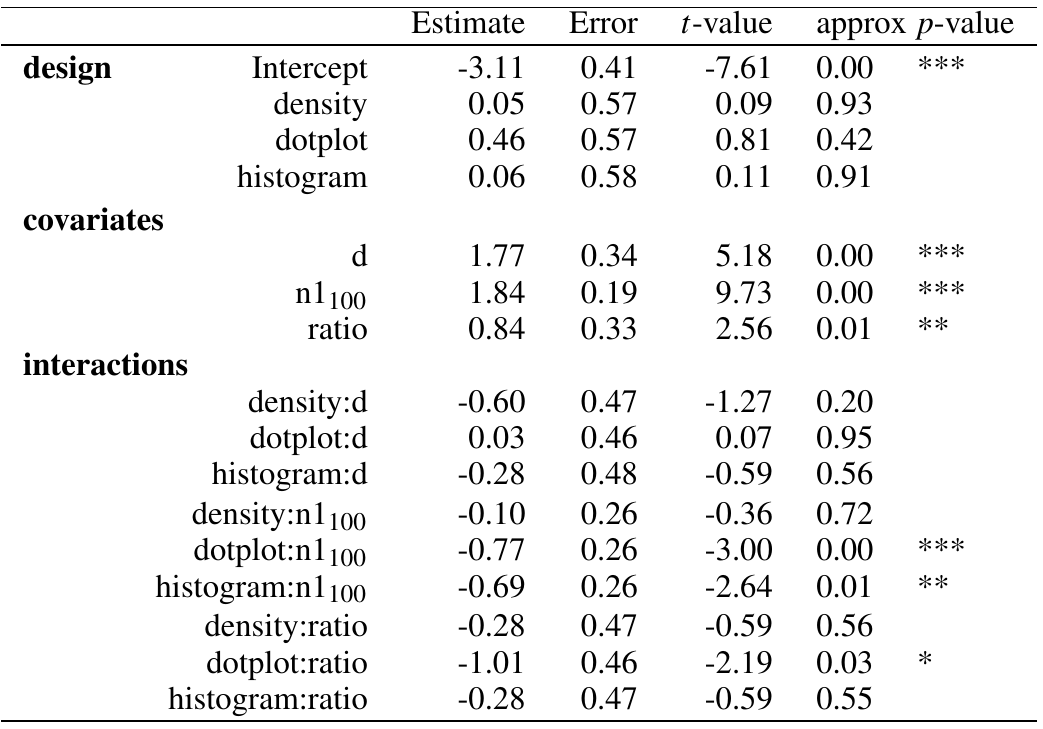 Estimate Error t-value approx p-value
design Intercept -3.11 0.41 -7.61 0.00 ***
density 0.05 0.57 0.09 0.93
dotplot 0.46 0.57 0.81 0.42
histogram 0.06 0.58 0.11 0.91
covariates
d 1.77 0.34 5.18 0.00 ***
n1100 1.84 0.19 9.73 0.00 ***
ratio 0.84 0.33 2.56 0.01 **
interactions
density:d -0.60 0.47 -1.27 0.20
dotplot:d 0.03 0.46 0.07 0.95
histogram:d -0.28 0.48 -0.59 0.56
density:n1100 -0.10 0.26 -0.36 0.72
dotplot:n1100 -0.77 0.26 -3.00 0.00 ***
histogram:n1100 -0.69 0.26 -2.64 0.01 **
density:ratio -0.28 0.47 -0.59 0.56
dotplot:ratio -1.01 0.46 -2.19 0.03 *
histogram:ratio -0.28 0.47 -0.59 0.55